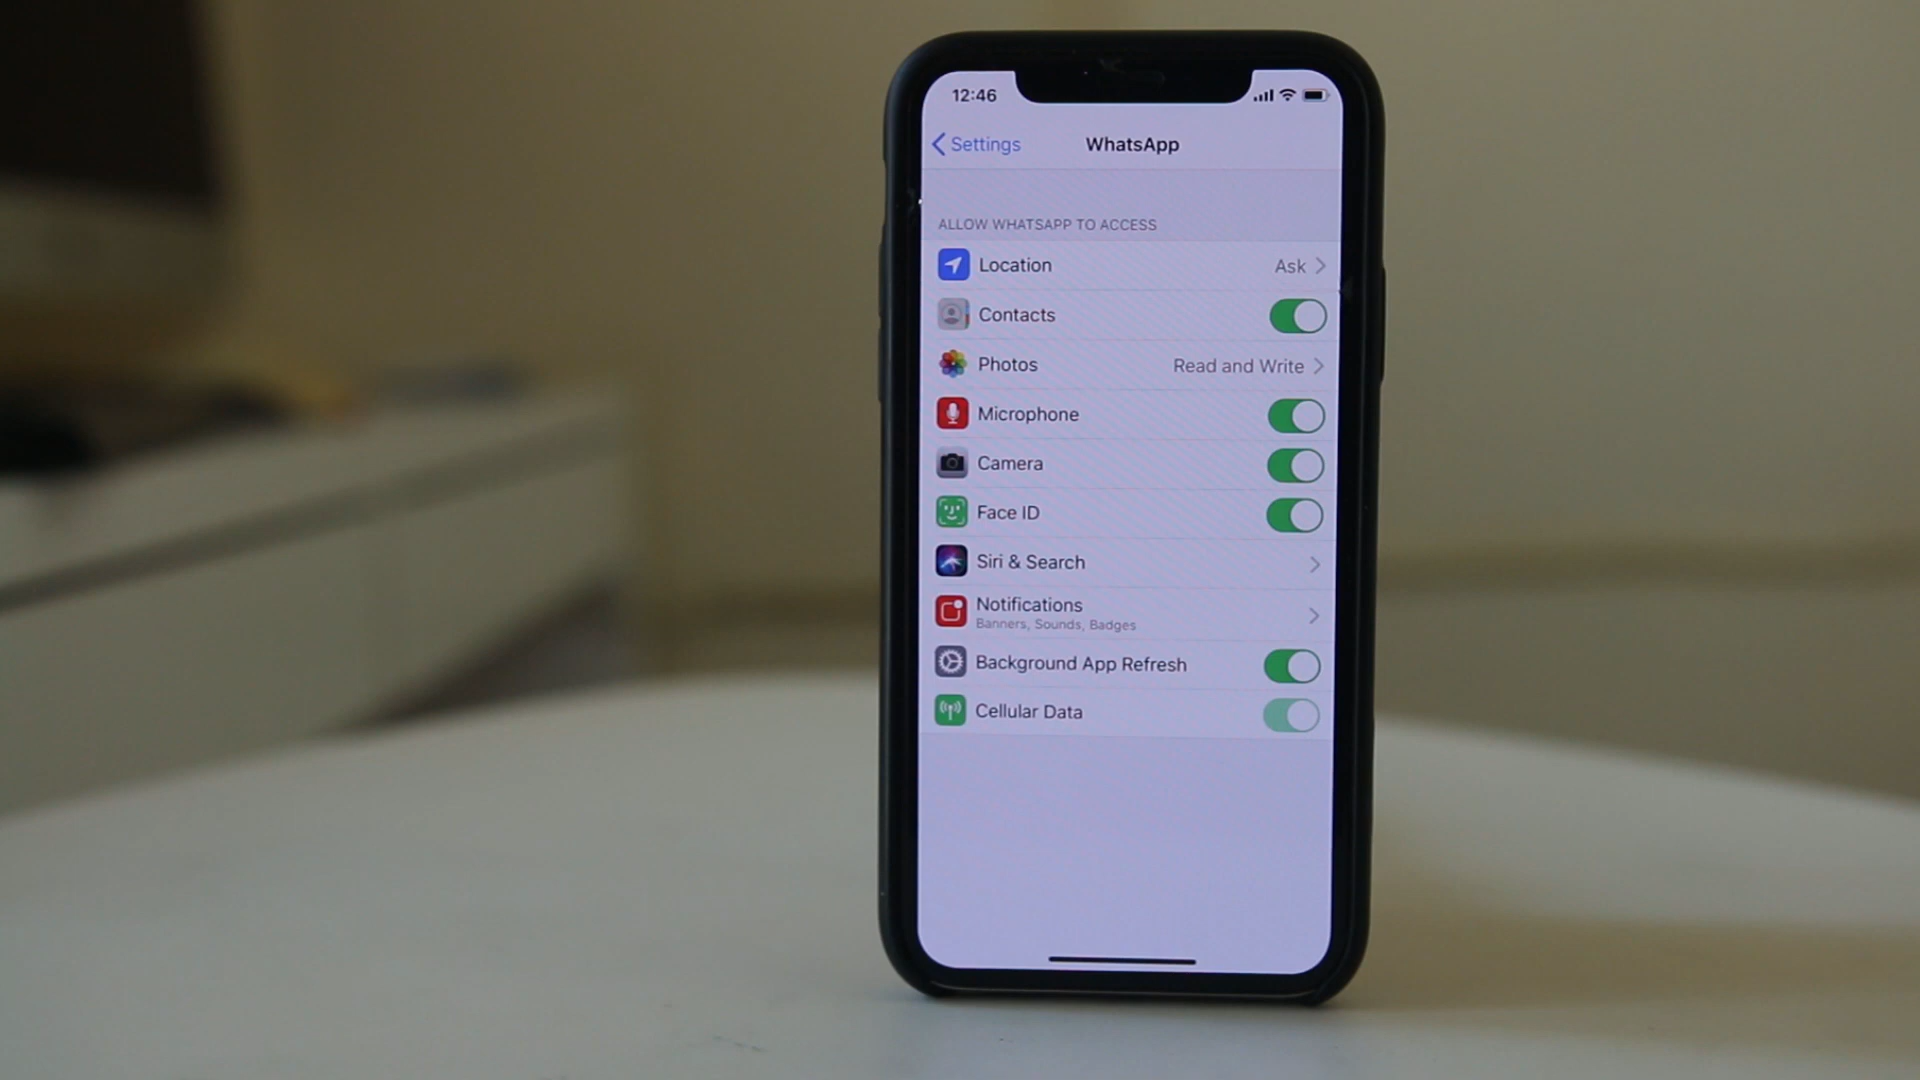 12:46
Settings
WhatsApp
ALLOW WHATSAPP TO ACCESS
Location Ask
Contacts
Photos Read and Write
Microphone
Camera
Face ID
Siri & Search
Notifications
Banners, Sounds, Badges
Background App Refresh
Cellular Data